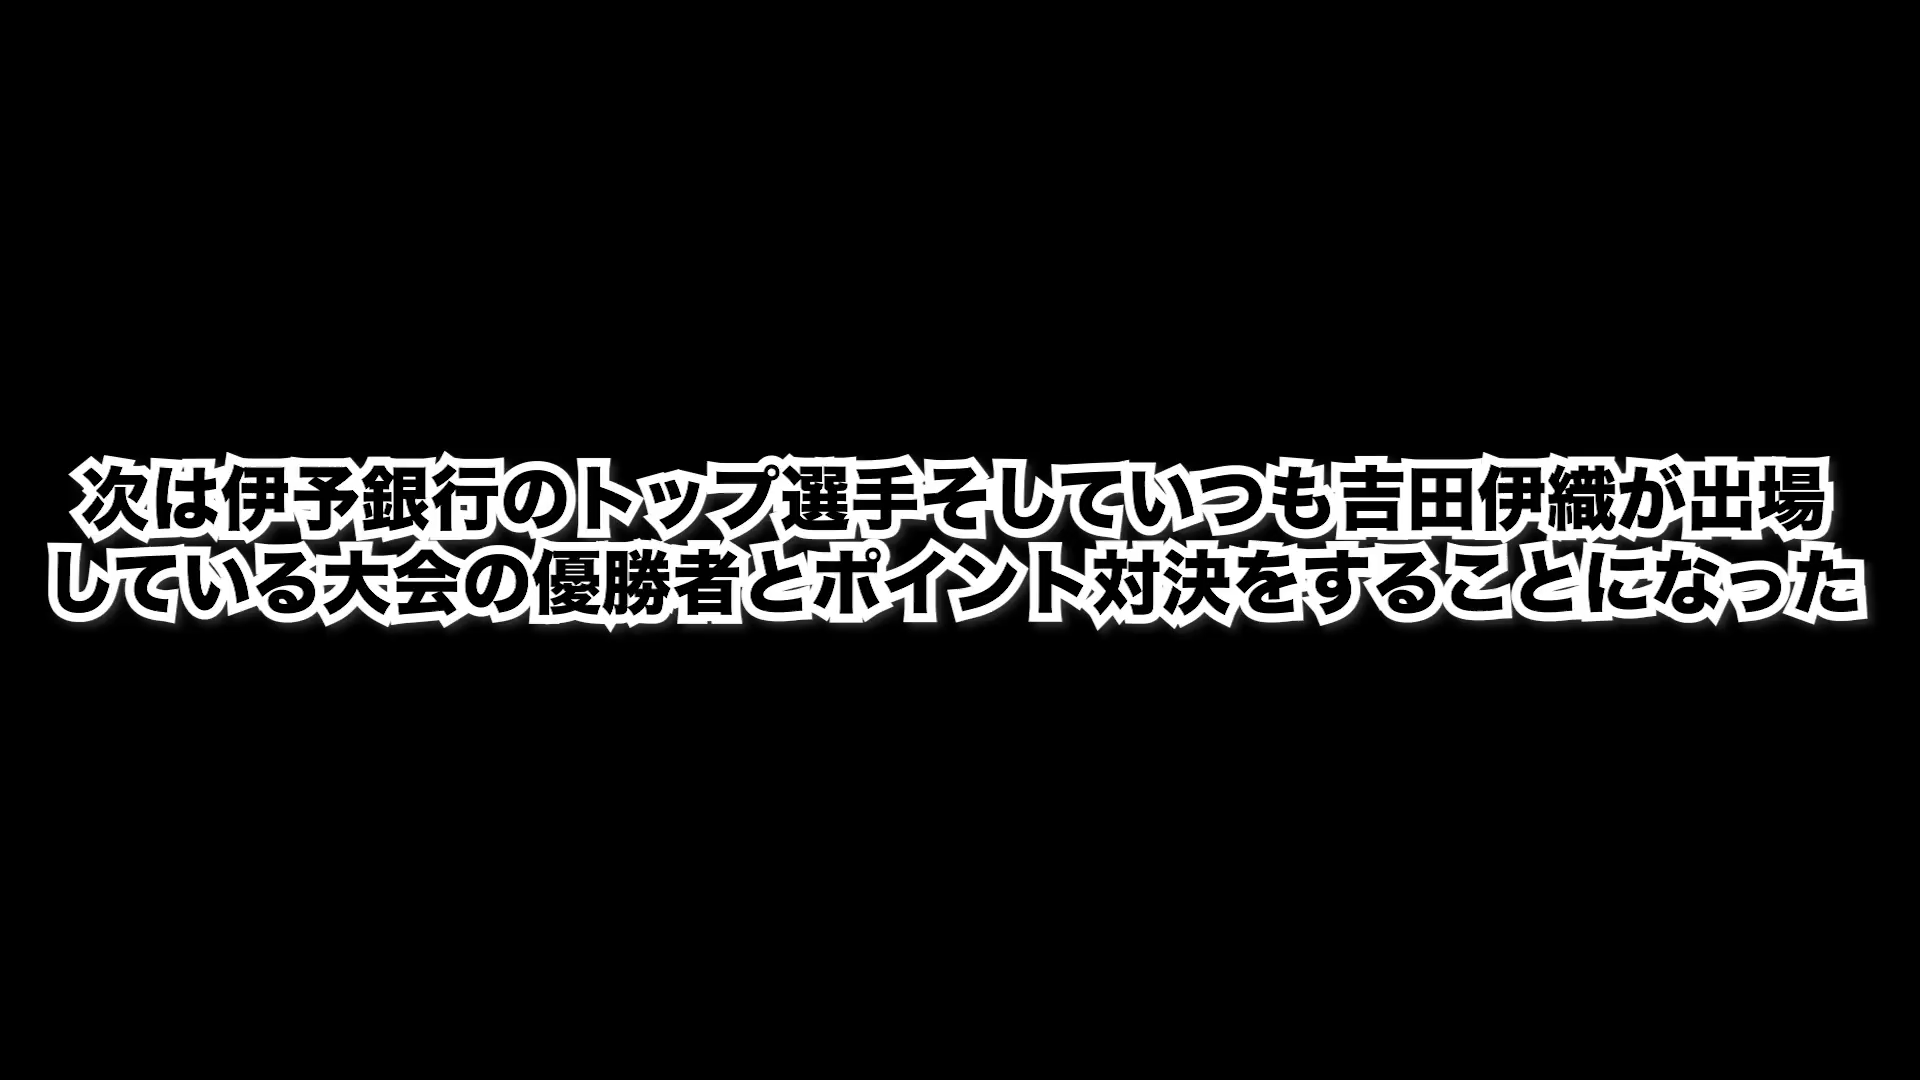 次は伊予銀行のトップ選手そしていつも吉田伊織が出場
している大会の優勝者とポイント対決をすることになった